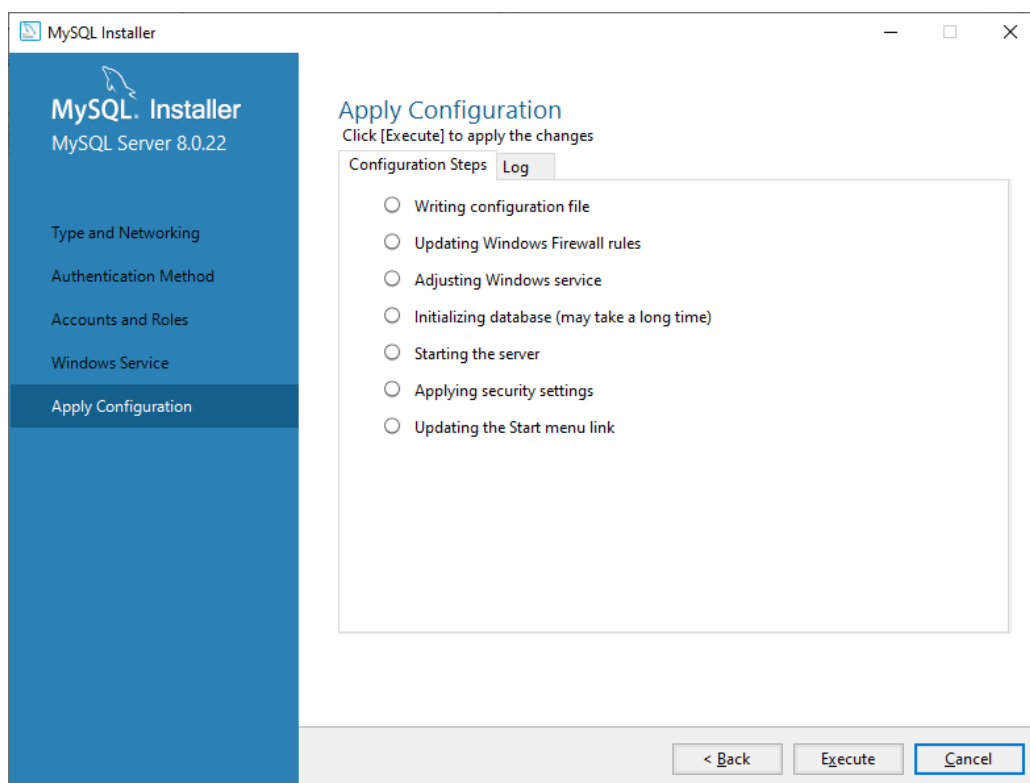 MySQL Installer
MySQL. Installer
MySQL Server 8.0.22
Type and Networking
Authentication Method
Accounts and Roles
Windows Service
Apply Configuration
Apply Configuration
Click [Execute] to apply the changes
Configuration Steps Log
Writing configuration file
Updating Windows Firewall rules
Adjusting Windows service
Initializing database (may take a long time)
Starting the server
Applying security settings
Updating the Start menu link
< Back Execute Cancel